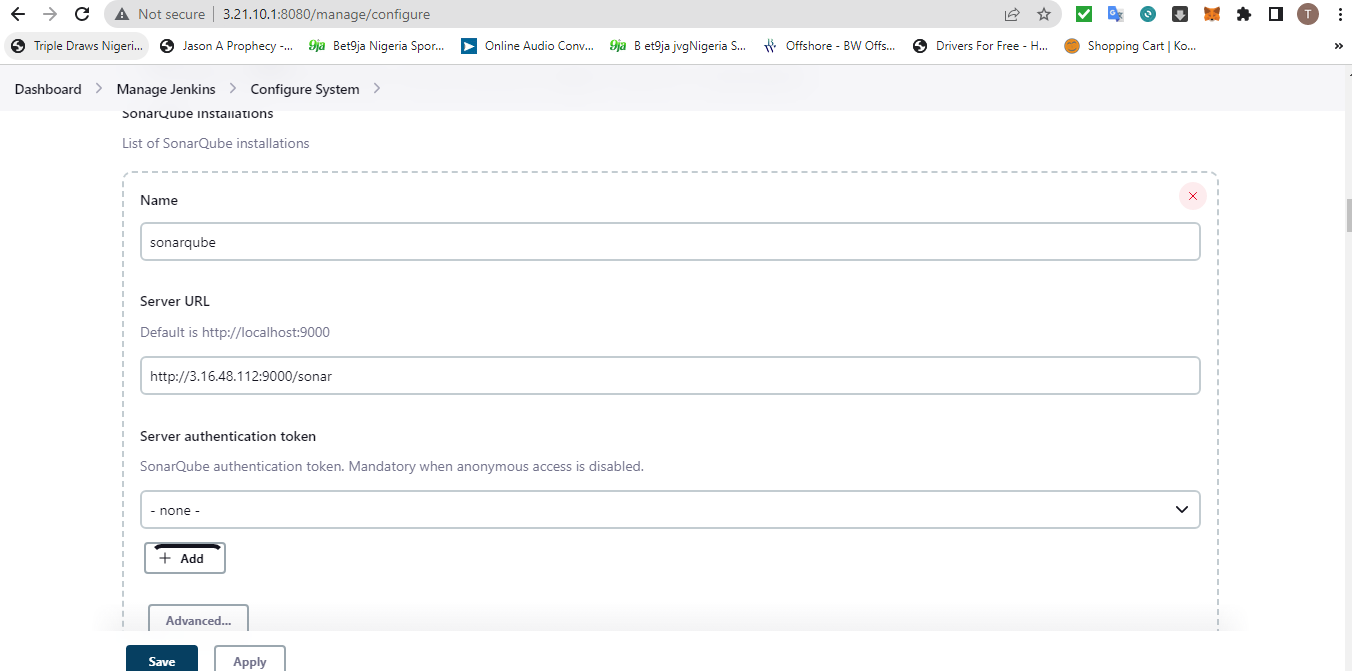 Not secure | 3.21.10.1:8080/manage/configure
T
Triple Draws Nigeri... Jason A Prophecy -... 9ja Bet9ja Nigeria Spor... Online Audio Conv... 9ja B et9ja jvgNigeria S... Offshore - BW Offs... Drivers For Free - H... Shopping Cart | Ko... »
Dashboard > Manage Jenkins > Configure System >
SonarQube installations
List of SonarQube installations
Name
sonarqube
Server URL
Default is http://localhost:9000
http://3.16.48.112:9000/sonar
Server authentication token
SonarQube authentication token. Mandatory when anonymous access is disabled.
- none -
+ Add
Advanced...
Save Apply